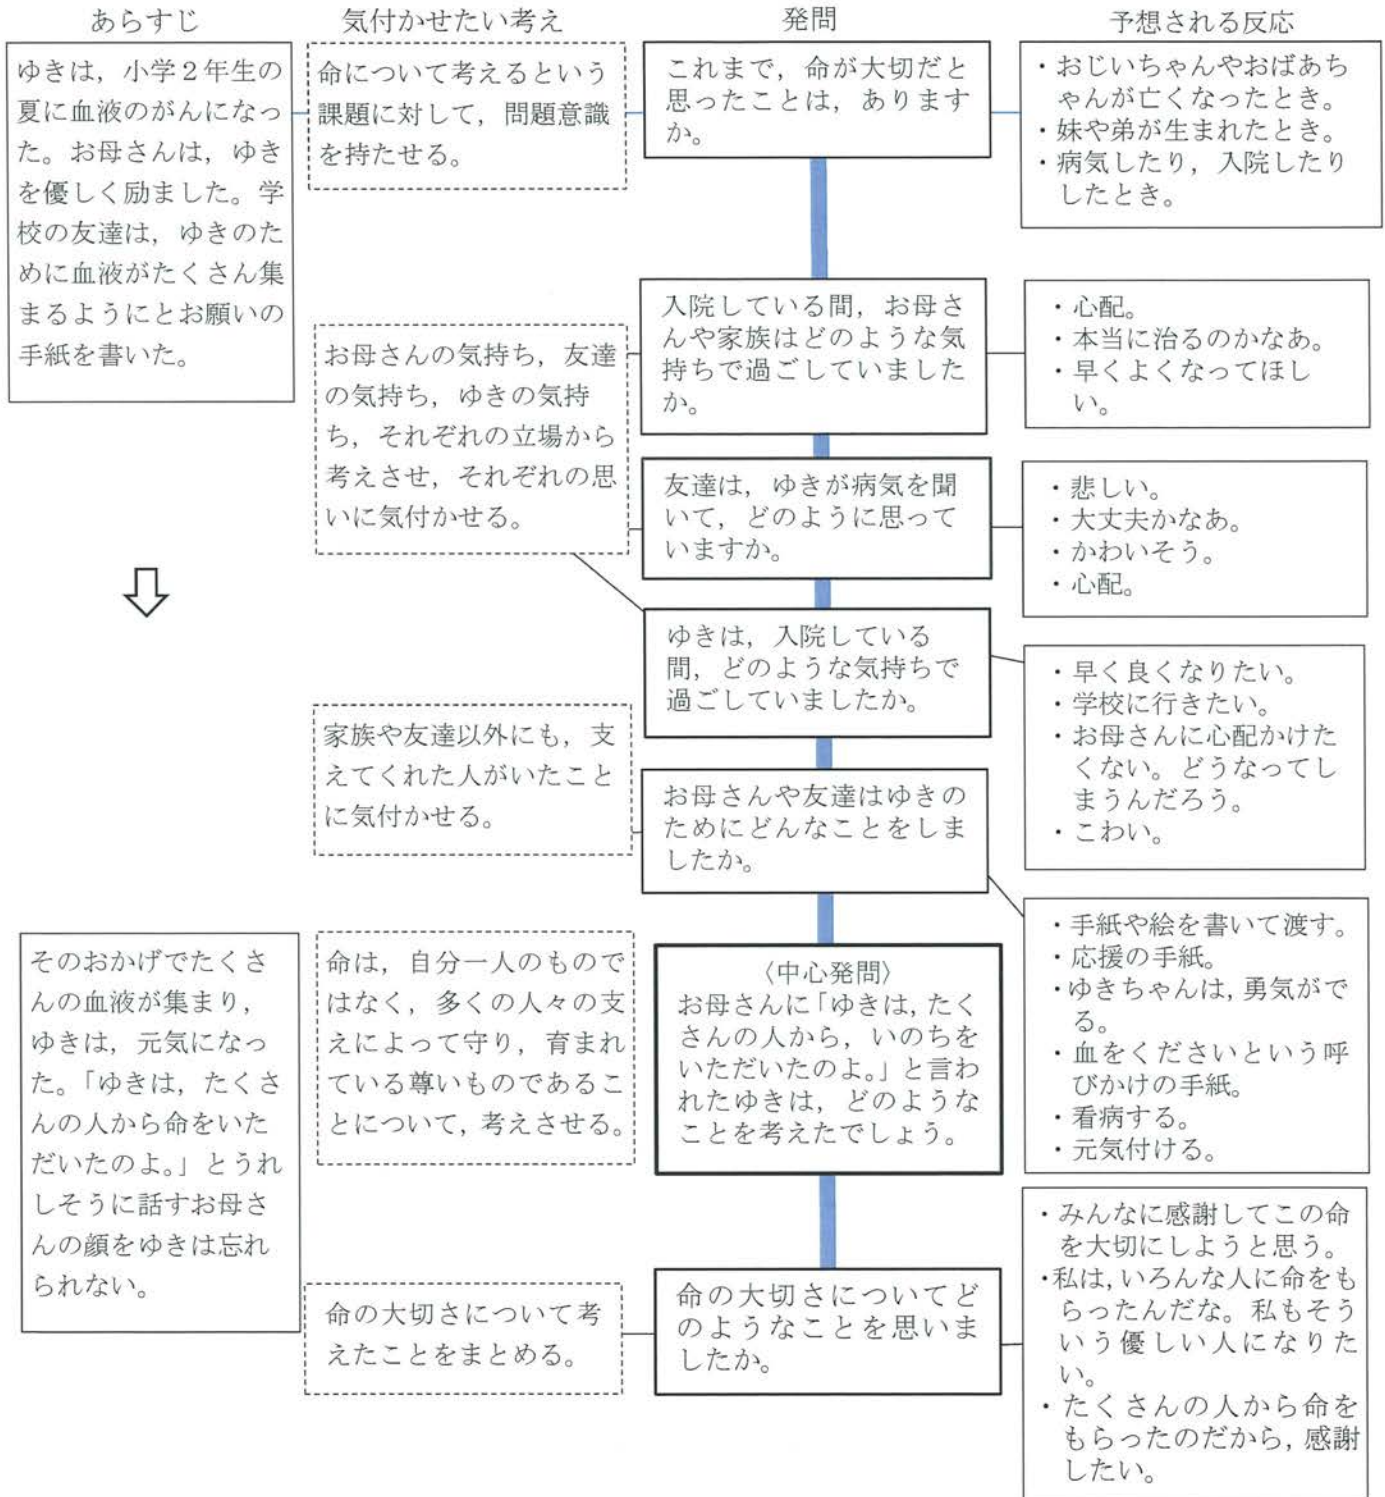 あらすじ
気付かせたい考え
発問
予想される反応
ゆきは，小学２年生の
夏に血液のがんになっ
た。お母さんは，ゆき
を優しく励ました。学
校の友達は，ゆきのた
めに血液がたくさん集
まるようにとお願いの
手紙を書いた。
命について考えるという
課題に対して，問題意識
を持たせる。
これまで，命が大切だと
思ったことは，あります
か。
・おじいちゃんやおばあち
ゃんが亡くなったとき。
・妹や弟が生まれたとき。
・病気したり，入院したり
したとき。
お母さんの気持ち，友達
の気持ち，ゆきの気持
ち，それぞれの立場から
考えさせ，それぞれの思
いに気付かせる。
入院している間，お母さ
んや家族はどのような気
持ちで過ごしていました
か。
・心配。
・本当に治るのかなあ。
・早くよくなってほし
い。
友達は，ゆきが病気を聞
いて，どのように思って
いますか。
・悲しい。
・大丈夫かなあ。
・かわいそう。
・心配。
ゆきは，入院している
間，どのような気持ちで
過ごしていましたか。
・早く良くなりたい。
・学校に行きたい。
・お母さんに心配かけた
くない。どうなってし
まうんだろう。
・こわい。
家族や友達以外にも，支
えてくれた人がいたこと
に気付かせる。
お母さんや友達はゆきの
ためにどんなことをしま
したか。
・手紙や絵を書いて渡す。
・応援の手紙。
・ゆきちゃんは，勇気がで
る。
・血をくださいという呼
びかけの手紙。
・看病する。
・元気付ける。
そのおかげでたくさ
んの血液が集まり，
ゆきは，元気になっ
た。「ゆきは，たくさ
んの人から命をいた
だいたのよ。」とうれ
しそうに話すお母さ
んの顔をゆきは忘れ
られない。
命は，自分一人のもので
はなく，多くの人々の支
えによって守り，育まれ
ている尊いものであるこ
とについて，考えさせる。
〈中心発問〉
お母さんに「ゆきは，たく
さんの人から，いのちを
いただいたのよ。」と言わ
れたゆきは，どのような
ことを考えたでしょう。
命の大切さについて考
えたことをまとめる。
命の大切さについてど
のようなことを思いま
したか。
・みんなに感謝してこの命
を大切にしようと思う。
・私は，いろんな人に命をも
らったんだな。私もそう
いう優しい人になりた
い。
・たくさんの人から命を
もらったのだから，感謝
したい。